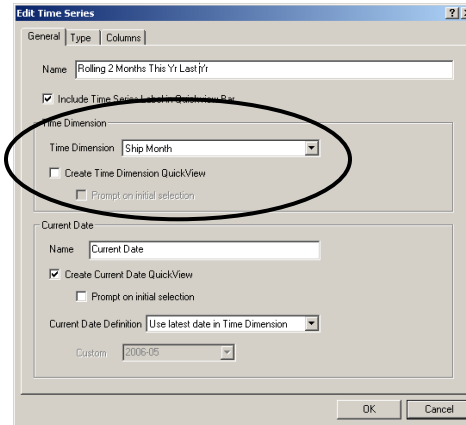 Edit Time Series
General Type Columns
Name Rolling 2 Months This Yr Last Yr
Include Time Series Label in Quickview Bar
Time Dimension
Time Dimension Ship Month
Create Time Dimension QuickView
Prompt on initial selection
Current Date
Name Current Date
Create Current Date QuickView
Prompt on initial selection
Current Date Definition Use latest date in Time Dimension
Custom 2006-05
OK Cancel